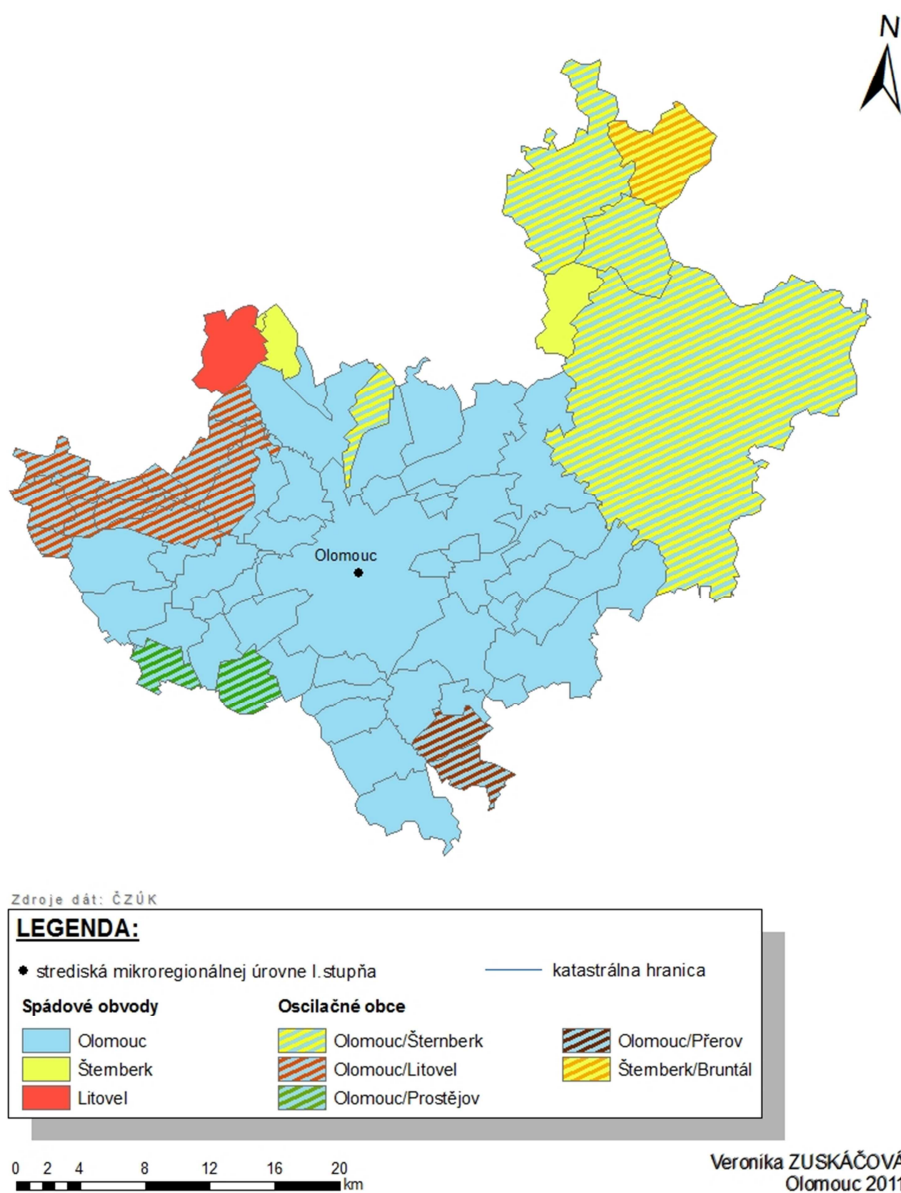 N
Olomouc
Zdroje dát: ČZÚK
LEGENDA:
strediská mikroregionálnej úrovne I.stupňa
katastrálna hranica
Spádové obvody
Oscilačné obce
Olomouc
Olomouc/Šternberk
Olomouc/Přerov
Šternberk
Olomouc/Litovel
Šternberk/Bruntál
Litovel
Olomouc/Prostějov
0 2 4 8 12 16 20
km
Veronika ZUSKÁČOVÁ
Olomouc 2011